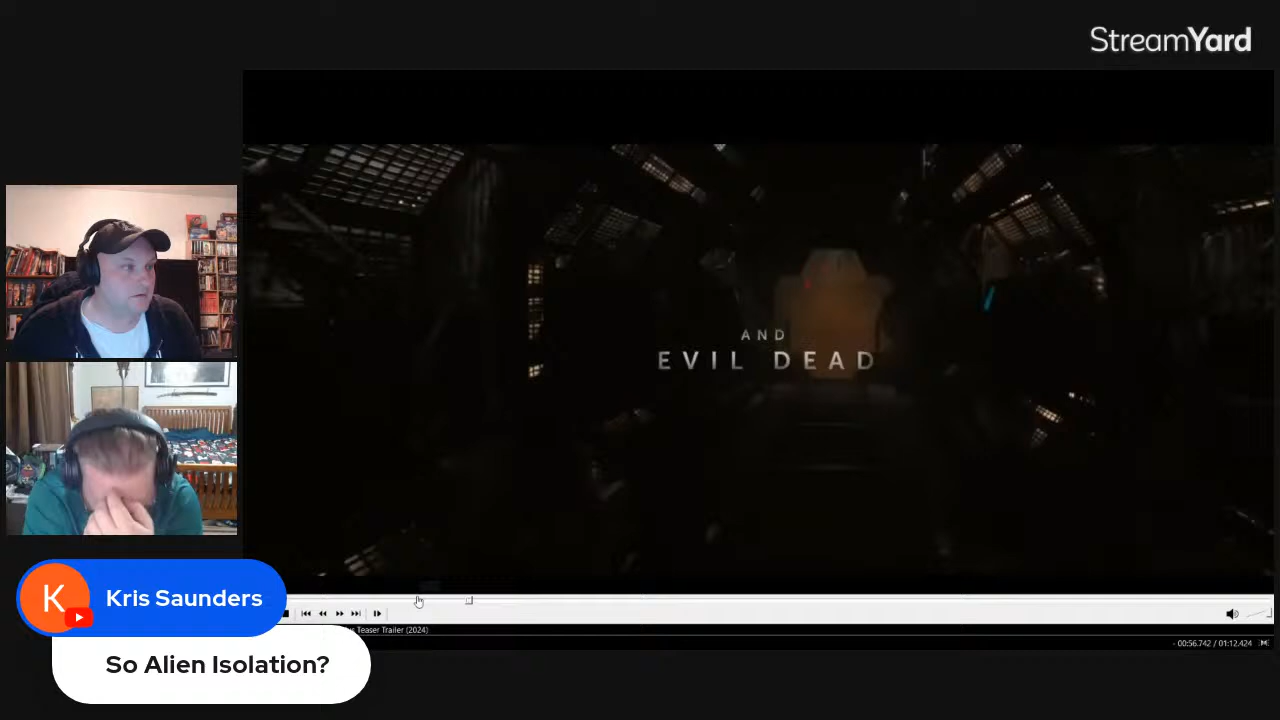 StreamYard
AND
EVIL DEAD
Teaser Trailer (2024)
- 00:56.742 / 01:12.424
K
Kris Saunders
So Alien Isolation?